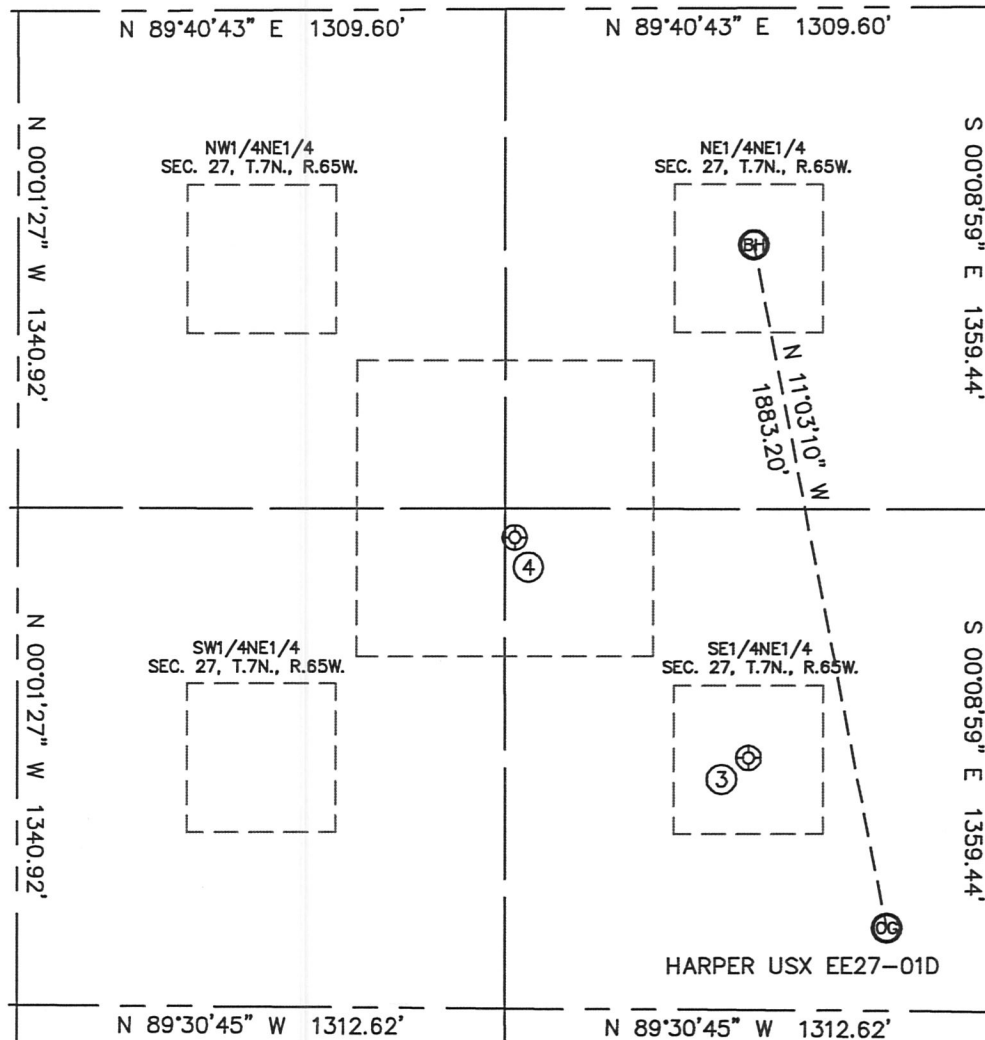 N 89°40'43" E 1309.60'
N 89°40'43" E 1309.60'
N 00°01'27" W 1340.92'
NW1/4NE1/4
SEC. 27, T.7N., R.65W.
NE1/4NE1/4
SEC. 27, T.7N., R.65W.
S 00°08'59" E 1359.44'
BH
N 11°03'10" W
1883.20'
4
N 00°01'27" W 1340.92'
SW1/4NE1/4
SEC. 27, T.7N., R.65W.
SE1/4NE1/4
SEC. 27, T.7N., R.65W.
S 00°08'59" E 1359.44'
3
OG
HARPER USX EE27-01D
N 89°30'45" W 1312.62'
N 89°30'45" W 1312.62'